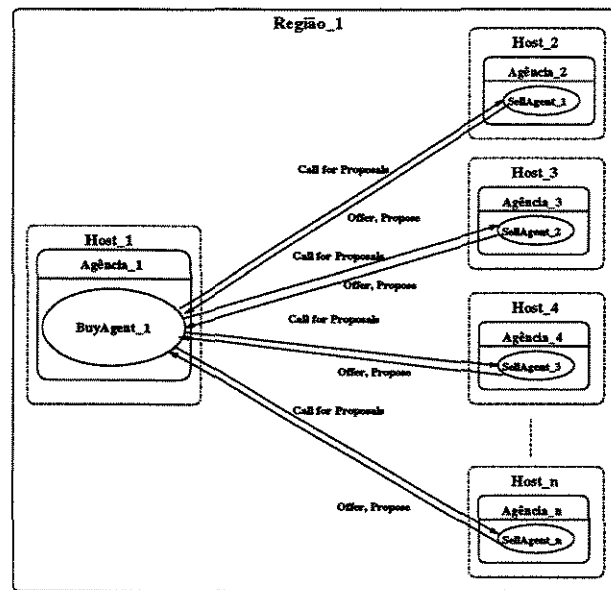 Região_1
Host_2
Agência_2
SellAgent_1
Call for Proposals
Offer, Propose
Host_3
Agência_3
SellAgent_2
Call for Proposals
Offer, Propose
Host_1
Agência_1
BuyAgent_1
Host_4
Agência_4
SellAgent_3
Call for Proposals
Offer, Propose
Call for Proposals
Offer, Propose
Host_n
Agência_n
SellAgent_n